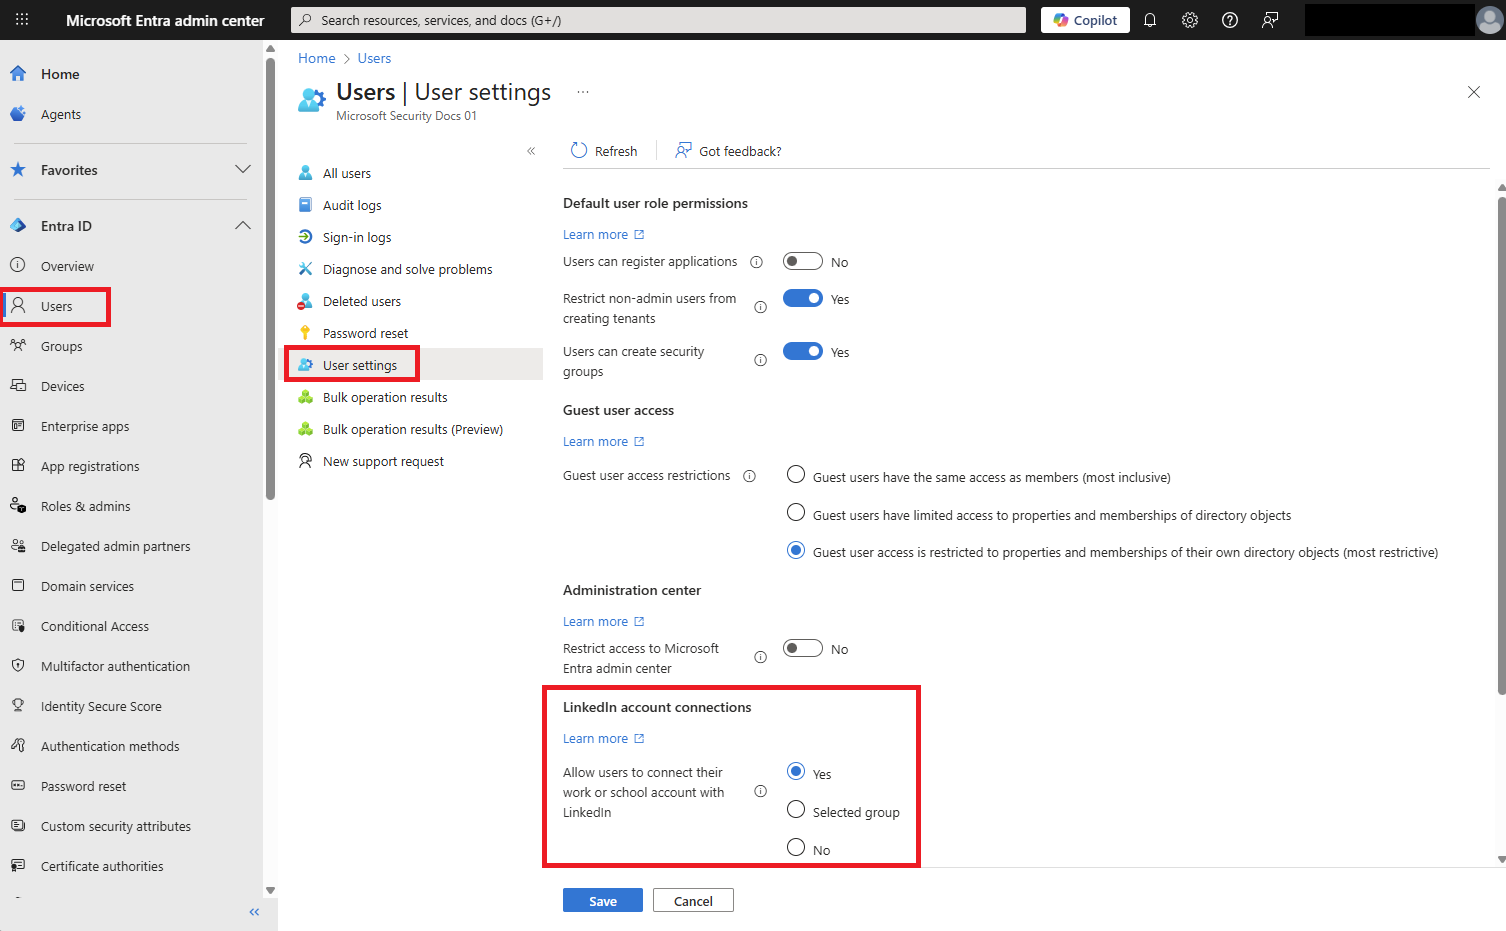 Microsoft Entra admin center
Search resources, services, and docs (G+/)
Copilot
Home
Agents
Favorites
Entra ID
Overview
Users
Groups
Devices
Enterprise apps
App registrations
Roles & admins
Delegated admin partners
Domain services
Conditional Access
Multifactor authentication
Identity Secure Score
Authentication methods
Password reset
Custom security attributes
Certificate authorities
Home > Users
Users | User settings ...
Microsoft Security Docs 01
All users
Audit logs
Sign-in logs
Diagnose and solve problems
Deleted users
Password reset
User settings
Bulk operation results
Bulk operation results (Preview)
New support request
Refresh
Got feedback?
Default user role permissions
Learn more
Users can register applications
No
Restrict non-admin users from
creating tenants
Yes
Users can create security
groups
Yes
Guest user access
Learn more
Guest user access restrictions
Guest users have the same access as members (most inclusive)
Guest users have limited access to properties and memberships of directory objects
Guest user access is restricted to properties and memberships of their own directory objects (most restrictive)
Administration center
Learn more
Restrict access to Microsoft
Entra admin center
No
LinkedIn account connections
Learn more
Allow users to connect their
work or school account with
LinkedIn
Yes
Selected group
No
Save
Cancel